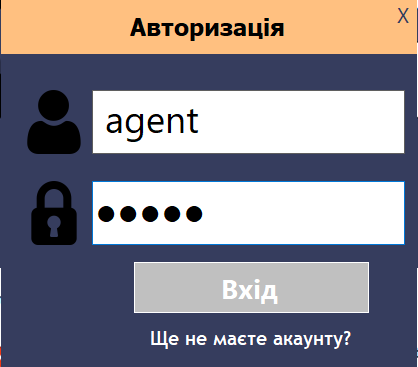 Авторизація
X
agent
●●●●●
Вхід
Ще не маєте акаунту?